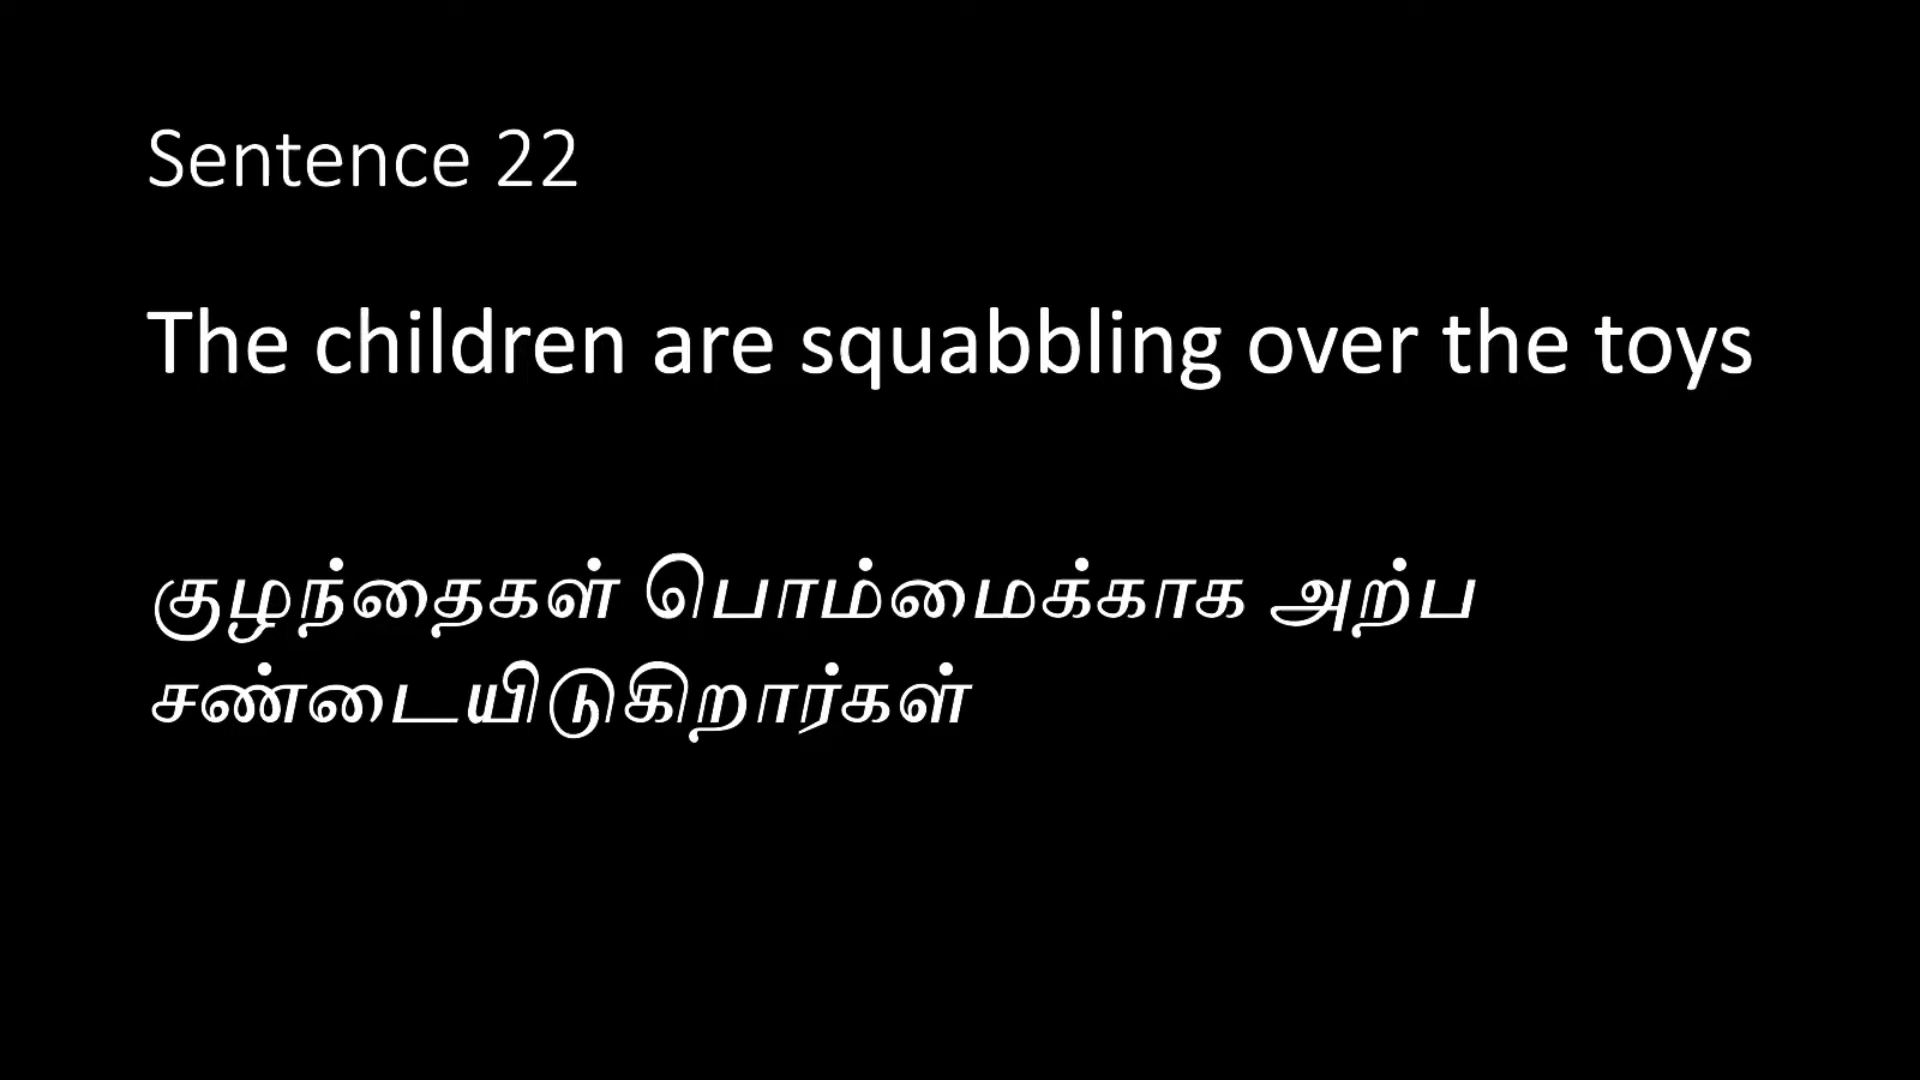 Sentence 22
The children are squabbling over the toys
குழந்தைகள் பொம்மைக்காக அற்ப
சண்டையிடுகிறார்கள்